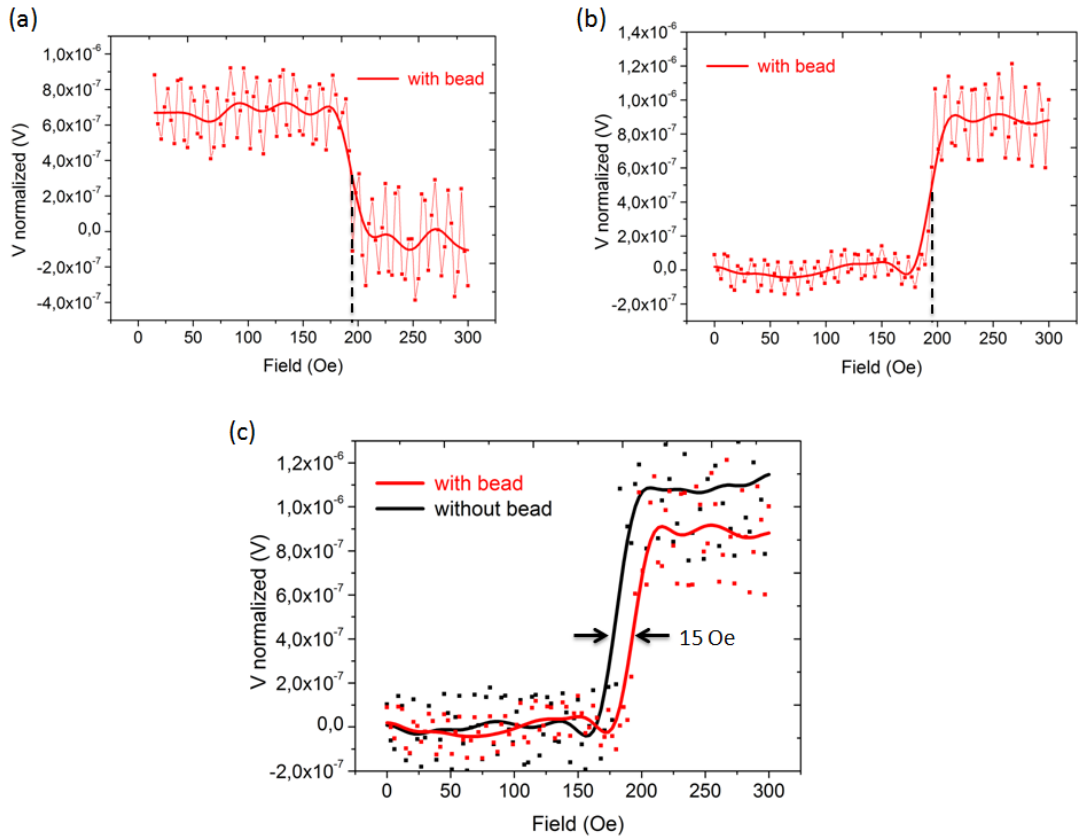 (a)
1,0x10⁻⁶
8,0x10⁻⁷
6,0x10⁻⁷
4,0x10⁻⁷
2,0x10⁻⁷
0,0
-2,0x10⁻⁷
-4,0x10⁻⁷
V normalized (V)
with bead
0 50 100 150 200 250 300
Field (Oe)
(b)
1,4x10⁻⁶
1,2x10⁻⁶
1,0x10⁻⁶
8,0x10⁻⁷
6,0x10⁻⁷
4,0x10⁻⁷
2,0x10⁻⁷
0,0
-2,0x10⁻⁷
V normalized (V)
with bead
0 50 100 150 200 250 300
Field (Oe)
(c)
1,2x10⁻⁶
1,0x10⁻⁶
8,0x10⁻⁷
6,0x10⁻⁷
4,0x10⁻⁷
2,0x10⁻⁷
0,0
-2,0x10⁻⁷
V normalized (V)
with bead
without bead
15 Oe
0 50 100 150 200 250 300
Field (Oe)